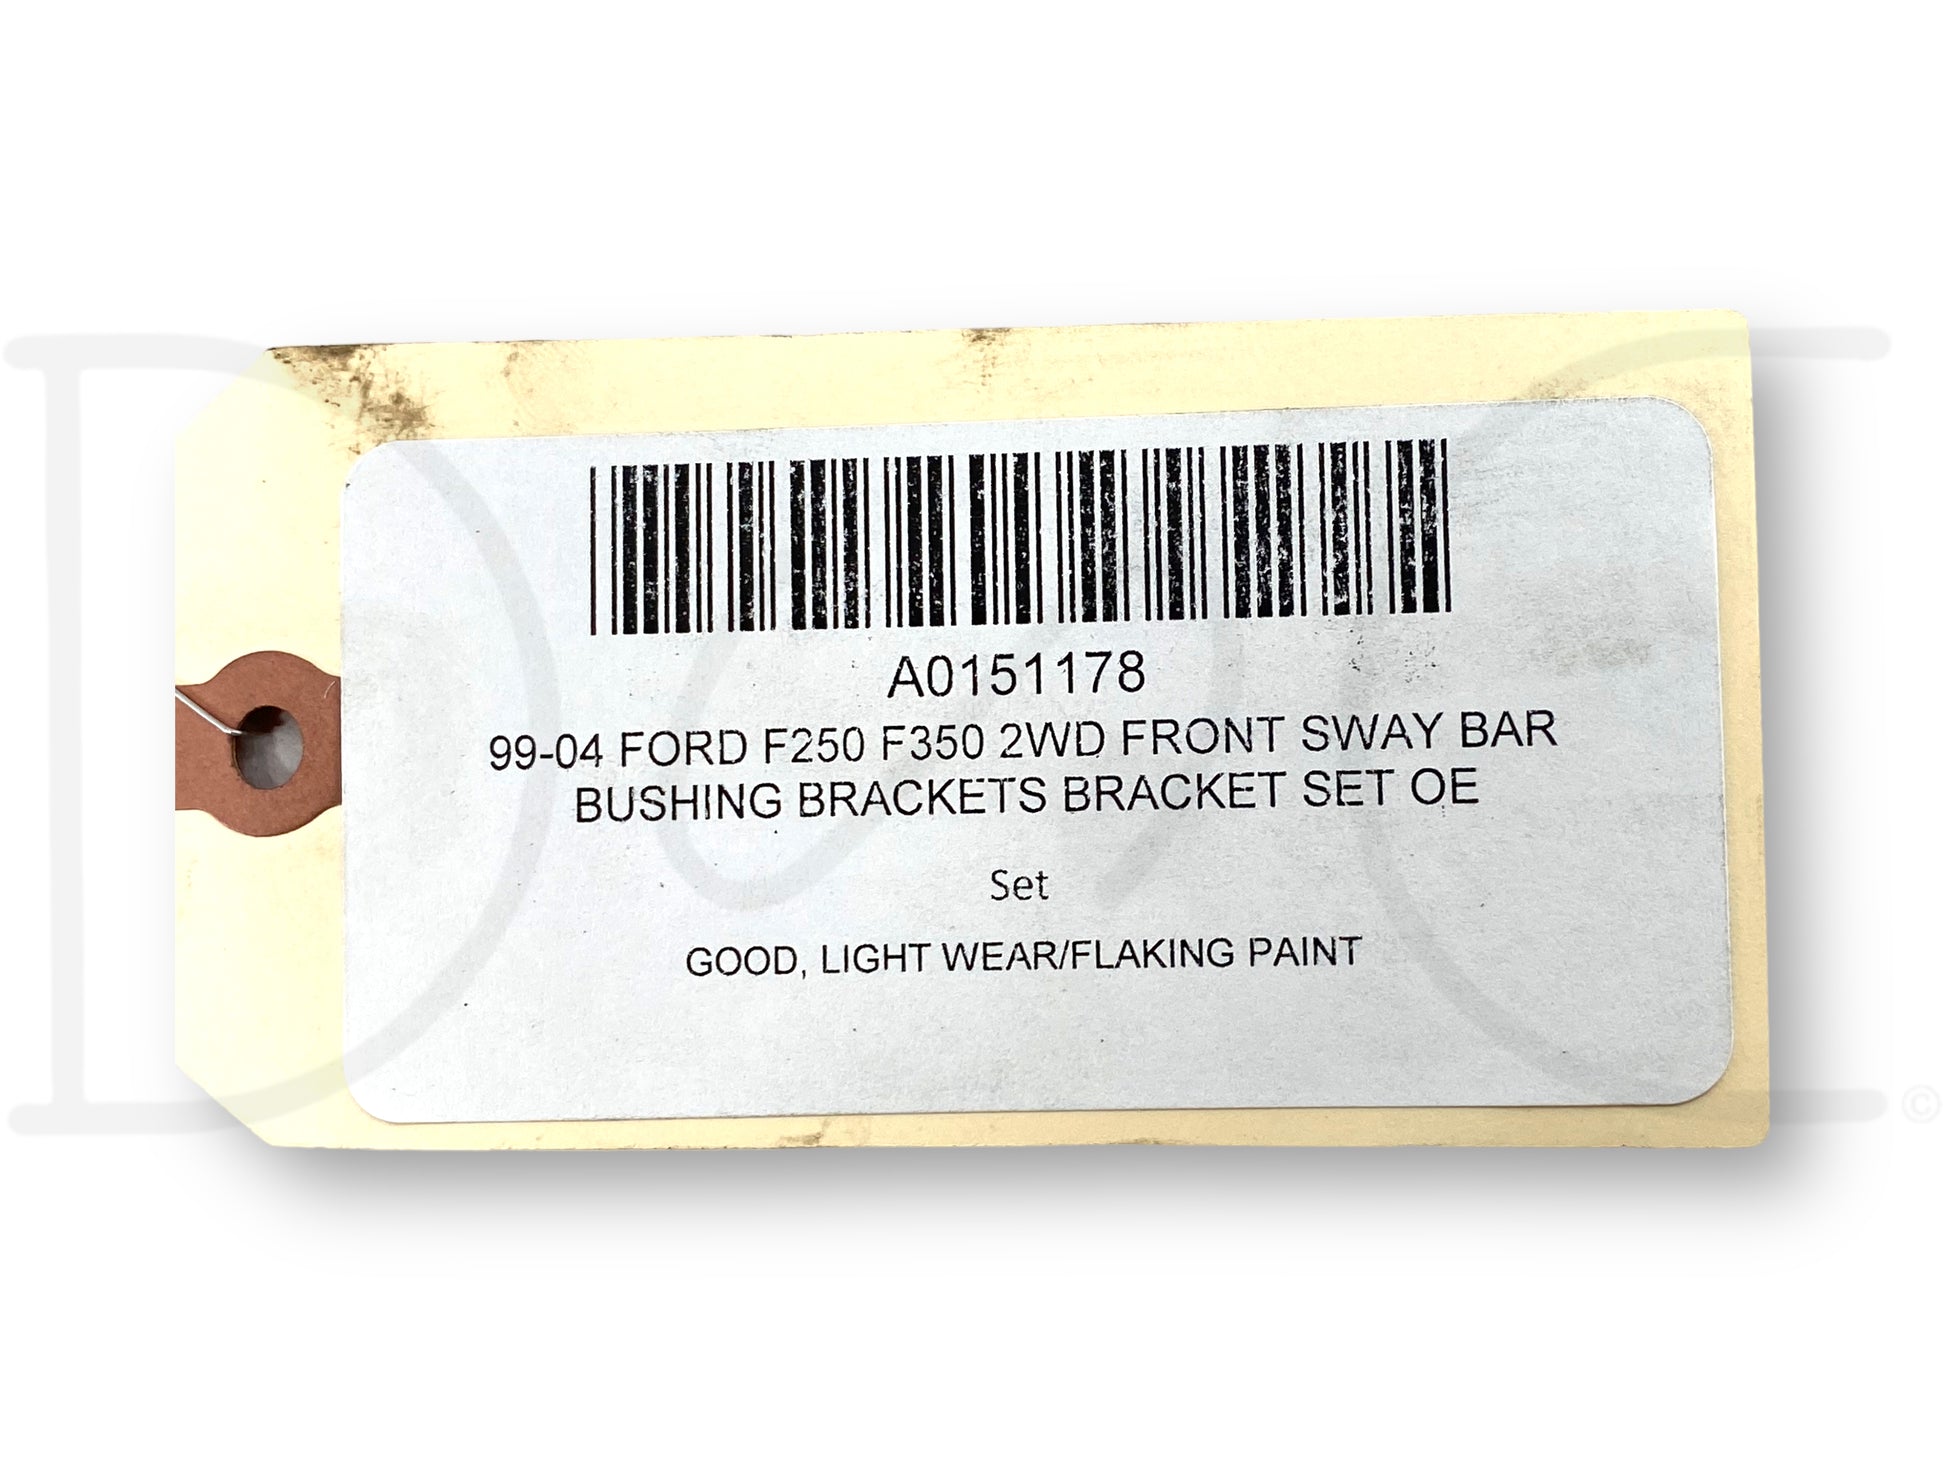 A0151178
99-04 FORD F250 F350 2WD FRONT SWAY BAR
BUSHING BRACKETS BRACKET SET OE
Set
GOOD, LIGHT WEAR/FLAKING PAINT
©